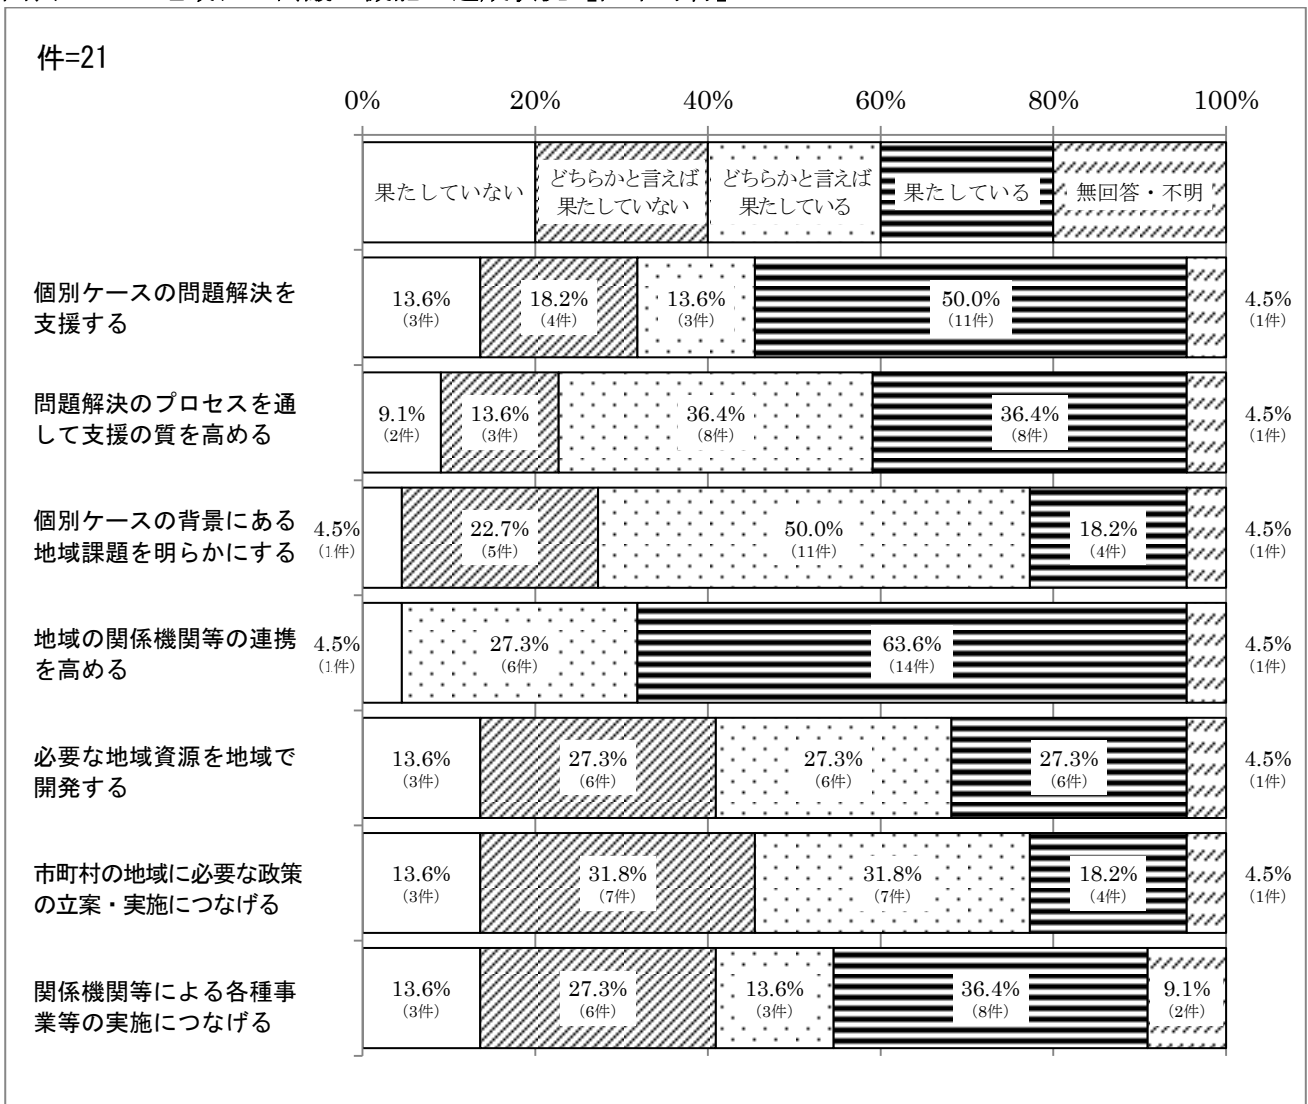 件=21
0% 20% 40% 60% 80% 100%
果たしていない
どちらかと言えば
果たしていない
どちらかと言えば
果たしている
果たしている
無回答・不明
個別ケースの問題解決を
支援する
13.6% 18.2% 13.6% 50.0% 4.5%
(3件) (4件) (3件) (11件) (1件)
問題解決のプロセスを通
して支援の質を高める
9.1% 13.6% 36.4% 36.4% 4.5%
(2件) (3件) (8件) (8件) (1件)
個別ケースの背景にある
地域課題を明らかにする
4.5% 22.7% 50.0% 18.2% 4.5%
(1件) (5件) (11件) (4件) (1件)
地域の関係機関等の連携
を高める
4.5% 27.3% 63.6% 4.5%
(1件) (6件) (14件) (1件)
必要な地域資源を地域で
開発する
13.6% 27.3% 27.3% 27.3% 4.5%
(3件) (6件) (6件) (6件) (1件)
市町村の地域に必要な政策
の立案・実施につなげる
13.6% 31.8% 31.8% 18.2% 4.5%
(3件) (7件) (7件) (4件) (1件)
関係機関等による各種事
業等の実施につなげる
13.6% 27.3% 13.6% 36.4% 9.1%
(3件) (6件) (3件) (8件) (2件)